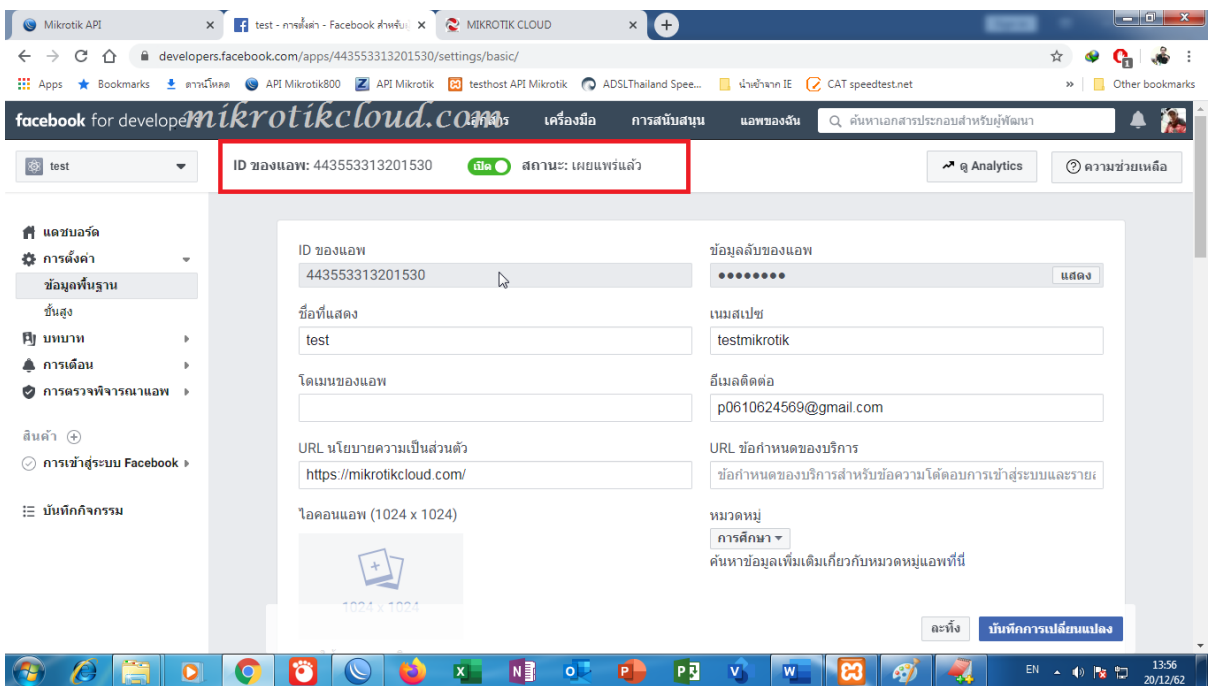 Mikrotik API
test - การตั้งค่า - Facebook สำหรับผู้
MIKROTIK CLOUD
developers.facebook.com/apps/443553313201530/settings/basic/
Apps Bookmarks ดาวน์โหลด API Mikrotik800 API Mikrotik testhost API Mikrotik ADSLThailand Spee... นำเข้าจาก IE CAT speedtest.net » Other bookmarks
facebook for develope เครื่องมือ การสนับสนุน แอพของฉัน ค้นหาเอกสารประกอบสำหรับผู้พัฒนา
mikrotikcloud.com
test ID ของแอพ: 443553313201530 เปิด สถานะ: เผยแพร่แล้ว ดู Analytics ความช่วยเหลือ
แดชบอร์ด
การตั้งค่า
ข้อมูลพื้นฐาน
ขั้นสูง
บทบาท
การเตือน
การตรวจพิจารณาแอพ
สินค้า
การเข้าสู่ระบบ Facebook
บันทึกกิจกรรม
ID ของแอพ ข้อมูลลับของแอพ
443553313201530 ●●●●●●●● แสดง
ชื่อที่แสดง เนมสเปซ
test testmikrotik
โดเมนของแอพ อีเมลติดต่อ
p0610624569@gmail.com
URL นโยบายความเป็นส่วนตัว URL ข้อกำหนดของบริการ
https://mikrotikcloud.com/ ข้อกำหนดของบริการสำหรับข้อความโต้ตอบการเข้าสู่ระบบและรายล
ไอคอนแอพ (1024 x 1024) หมวดหมู่
การศึกษา
ค้นหาข้อมูลเพิ่มเติมเกี่ยวกับหมวดหมู่แอพที่นี่
1024 x 1024
ละทิ้ง บันทึกการเปลี่ยนแปลง
EN 13:56
20/12/62